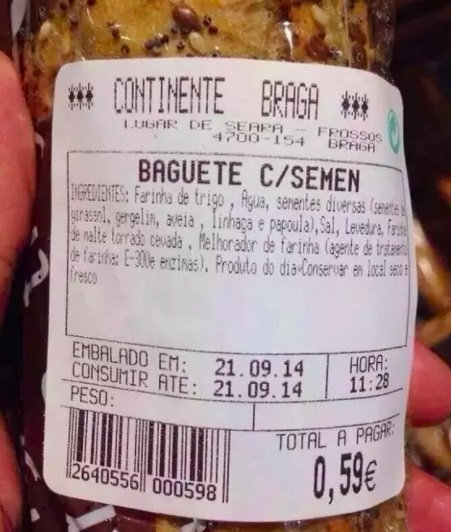 *** CONTINENTE BRAGA ***
LUGAR DE SEARA - FROSSOS
4700-154 BRAGA
BAGUETE C/SEMEN
INGREDIENTES: Farinha de trigo , Agua, sementes diversas (sementes
girassol, gergelim, aveia , linhaça e papoula),Sal, Levedura, Farinha
de malte torrado cevada , Melhorador de farinha (agente de tratament
de farinha: E-300e enzimas). Produto do dia-Conservar em local seco e
fresco
EMBALADO EM: 21.09.14 HORA:
CONSUMIR ATE: 21.09.14 11:28
PESO:
TOTAL A PAGAR:
2640556 000598
0,59€